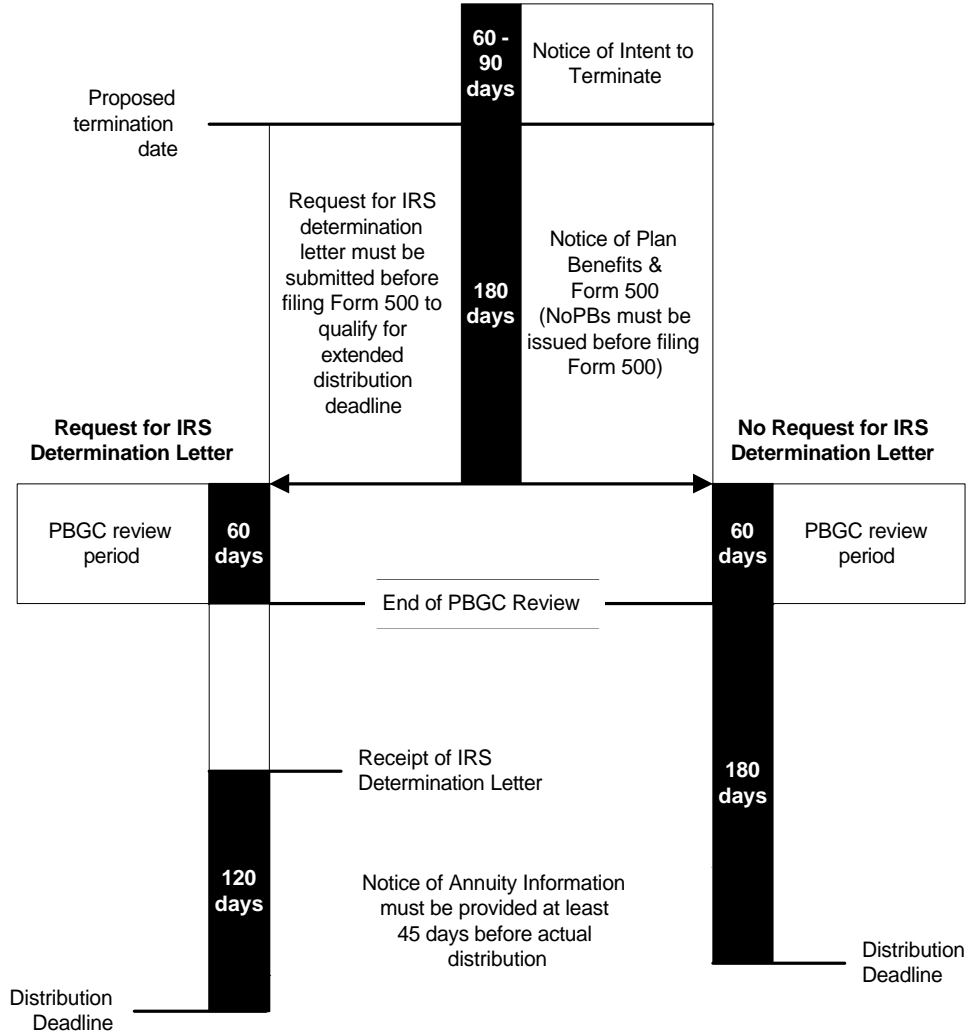 60 -
90
days
Notice of Intent to
Terminate
Proposed
termination
date
Request for IRS
determination
letter must be
submitted before
filing Form 500 to
qualify for
extended
distribution
deadline
180
days
Notice of Plan
Benefits &
Form 500
(NoPBs must be
issued before filing
Form 500)
Request for IRS
Determination Letter
No Request for IRS
Determination Letter
PBGC review
period
60
days
60
days
PBGC review
period
End of PBGC Review
Receipt of IRS
Determination Letter
180
days
120
days
Notice of Annuity Information
must be provided at least
45 days before actual
distribution
Distribution
Deadline
Distribution
Deadline